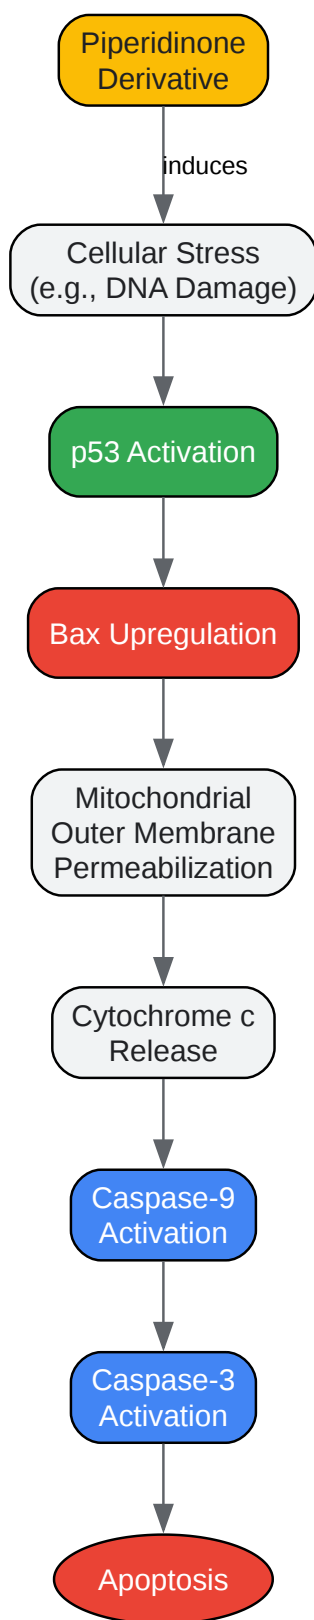 Piperidinone
Derivative
induces
Cellular Stress
(e.g., DNA Damage)
p53 Activation
Bax Upregulation
Mitochondrial
Outer Membrane
Permeabilization
Cytochrome c
Release
Caspase-9
Activation
Caspase-3
Activation
Apoptosis